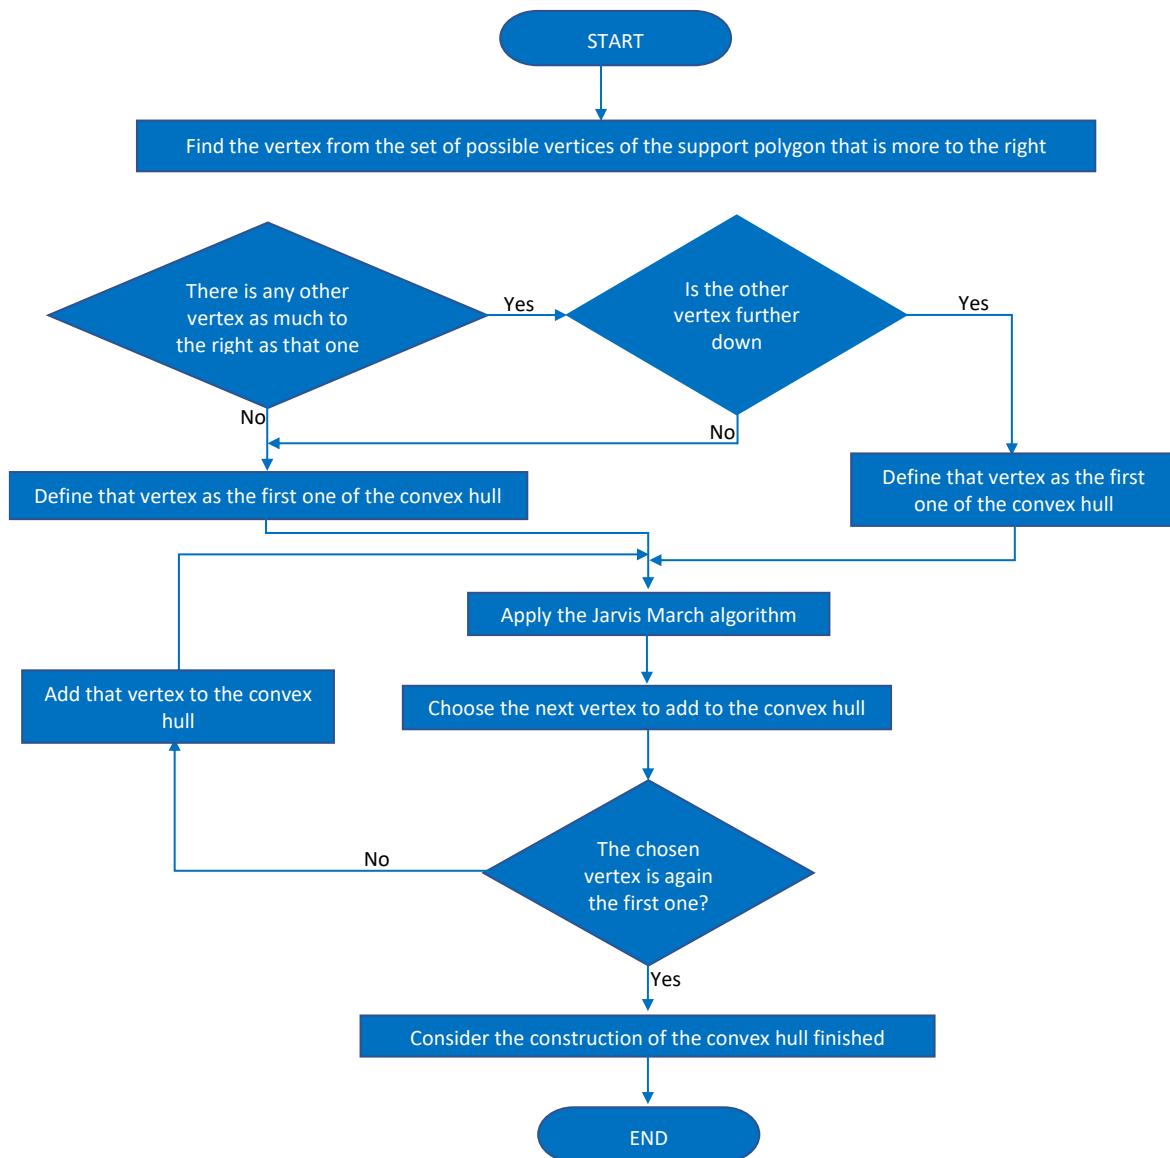 START
Find the vertex from the set of possible vertices of the support polygon that is more to the right
There is any other
vertex as much to
the right as that one
Yes
Is the other
vertex further
down
Yes
No
No
Define that vertex as the first one of the convex hull
Define that vertex as the first
one of the convex hull
Apply the Jarvis March algorithm
Add that vertex to the convex
hull
Choose the next vertex to add to the convex hull
No
The chosen
vertex is again
the first one?
Yes
Consider the construction of the convex hull finished
END